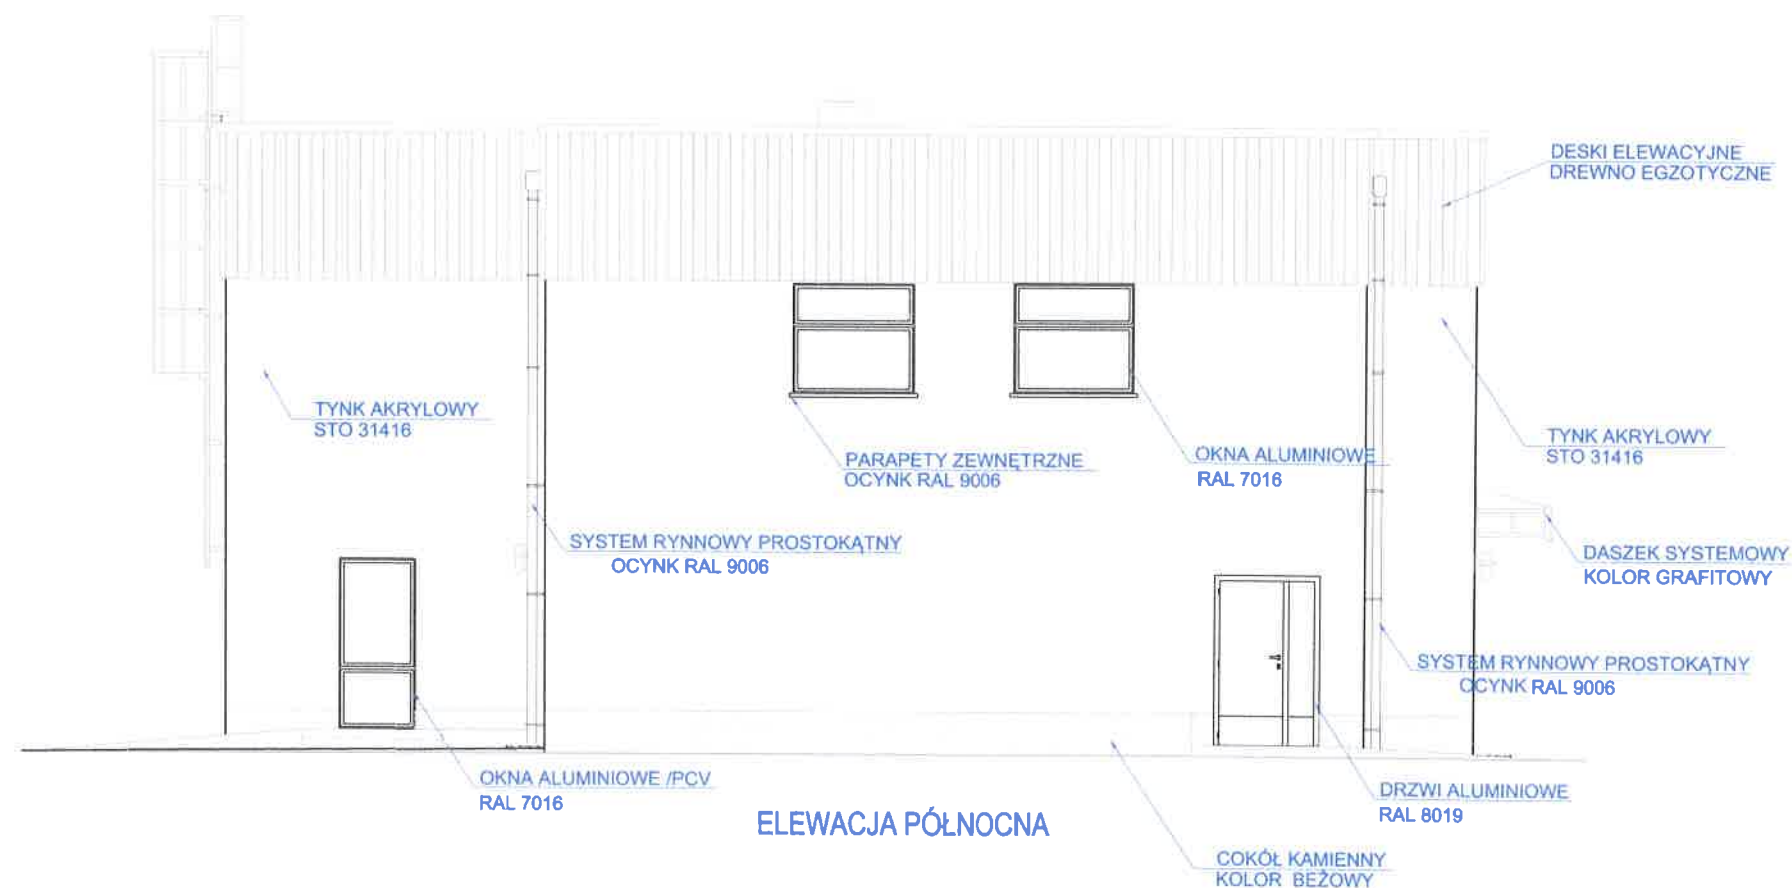 DESKI ELEWACYJNE
DREWNO EGZOTYCZNE
TYNK AKRYLOWY
STO 31416
PARAPETY ZEWNĘTRZNE
OCYNK RAL 9006
OKNA ALUMINIOWE
RAL 7016
TYNK AKRYLOWY
STO 31416
SYSTEM RYNNOWY PROSTOKĄTNY
OCYNK RAL 9006
DASZEK SYSTEMOWY
KOLOR GRAFITOWY
SYSTEM RYNNOWY PROSTOKĄTNY
OCYNK RAL 9006
OKNA ALUMINIOWE /PCV
RAL 7016
DRZWI ALUMINIOWE
RAL 8019
ELEWACJA PÓŁNOCNA
COKÓŁ KAMIENNY
KOLOR BEŻOWY